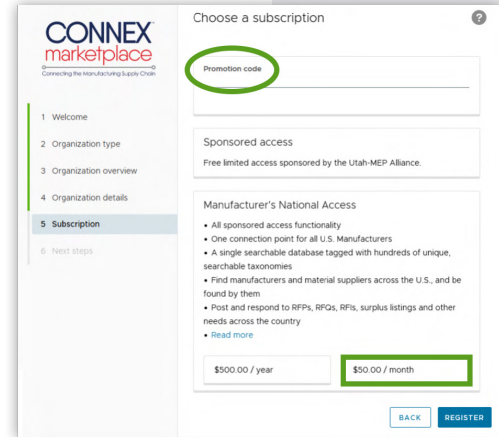 CONNEX
marketplace
Connecting the Manufacturing Supply Chain
1 Welcome
2 Organization type
3 Organization overview
4 Organization details
5 Subscription
6 Next steps
Choose a subscription
?
Promotion code
Sponsored access
Free limited access sponsored by the Utah-MEP Alliance.
Manufacturer's National Access
• All sponsored access functionality
• One connection point for all U.S. Manufacturers
• A single searchable database tagged with hundreds of unique,
searchable taxonomies
• Find manufacturers and material suppliers across the U.S., and be
found by them
• Post and respond to RFPs, RFQs, RFIs, surplus listings and other
needs across the country
• Read more
$500.00 / year
$50.00 / month
BACK
REGISTER